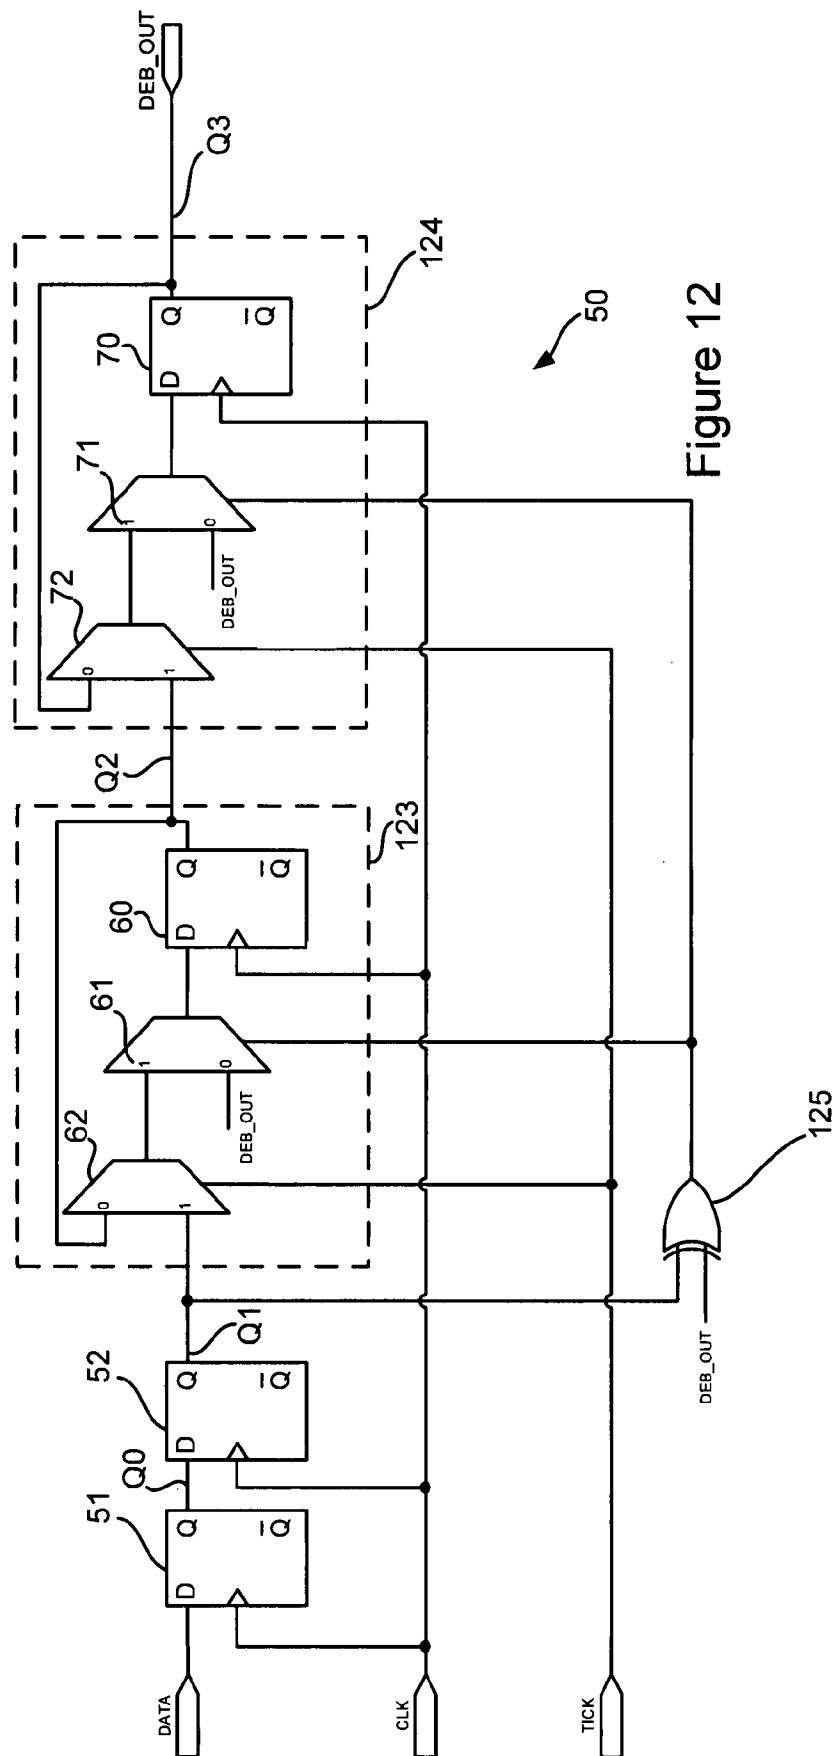 DATA
CLK
TICK
51
D
Q
Q
Q0
52
D
Q
Q
Q1
62
0
1
61
1
0
DEB_OUT
60
D
Q
Q
123
Q2
72
0
1
71
1
0
DEB_OUT
70
D
Q
Q
124
Q3
DEB_OUT
DEB_OUT
125
50
Figure 12